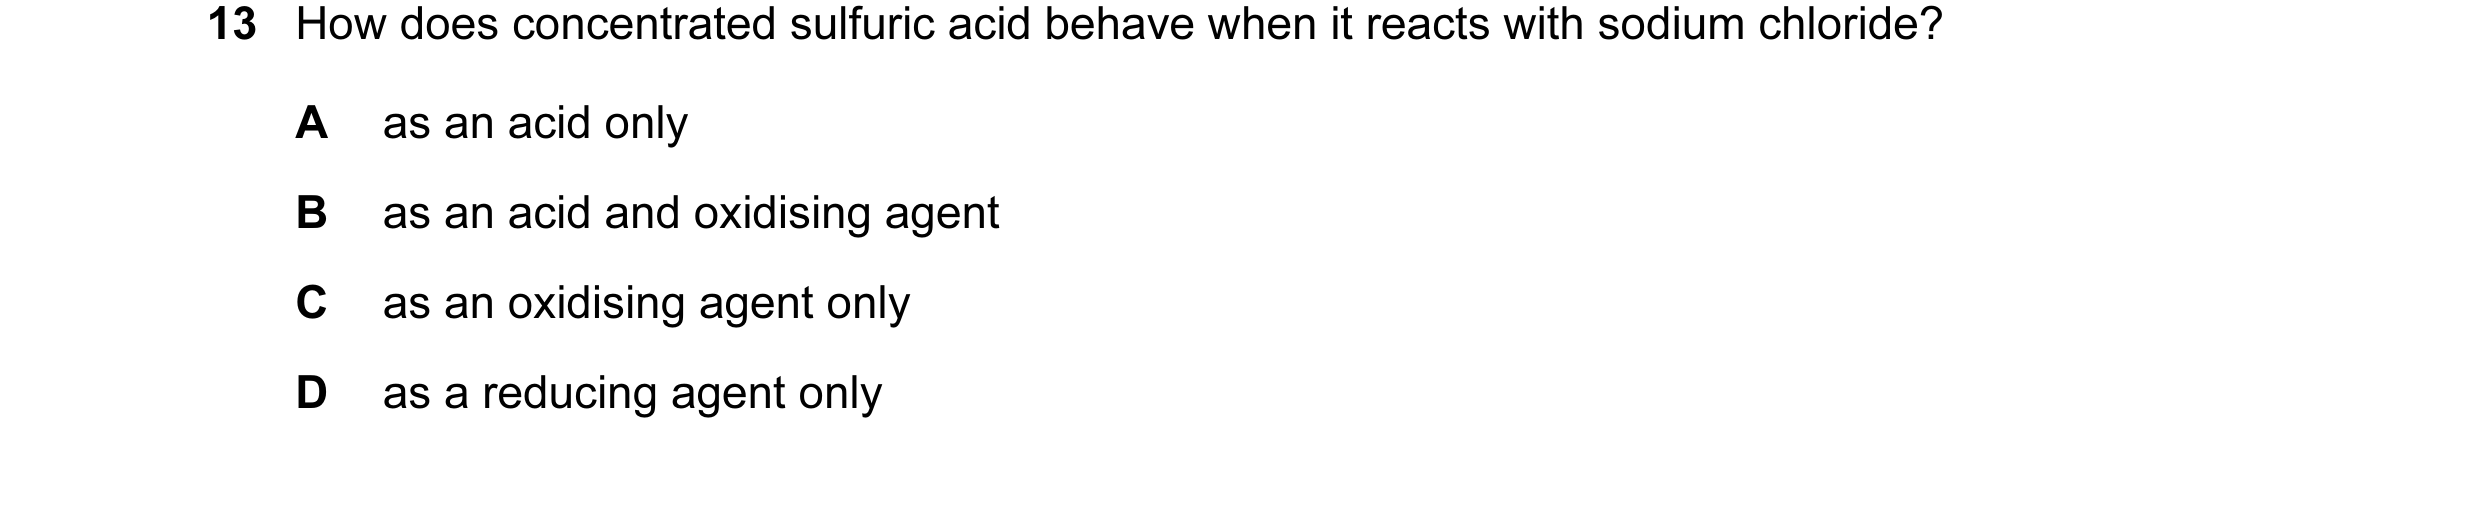 13 How does concentrated sulfuric acid behave when it reacts with sodium chloride?
A as an acid only
B as an acid and oxidising agent
C as an oxidising agent only
D as a reducing agent only